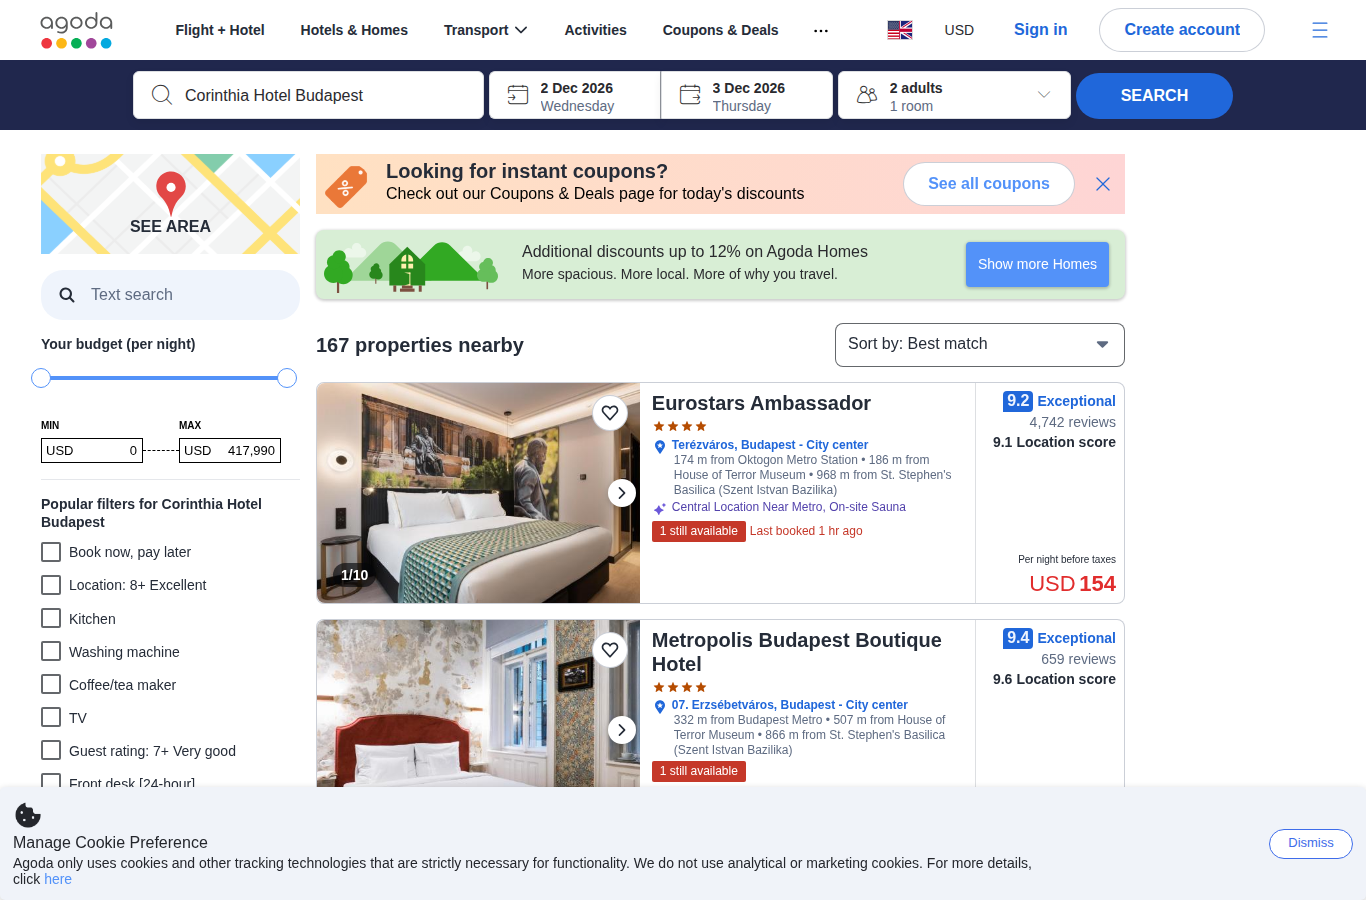 agoda
Flight + Hotel
Hotels & Homes
Transport
Activities
Coupons & Deals
USD
Sign in
Create account
Corinthia Hotel Budapest
2 Dec 2026
Wednesday
3 Dec 2026
Thursday
2 adults
1 room
SEARCH
SEE AREA
Text search
Your budget (per night)
MIN
MAX
USD 0
USD 417,990
Popular filters for Corinthia Hotel
Budapest
Book now, pay later
Location: 8+ Excellent
Kitchen
Washing machine
Coffee/tea maker
TV
Guest rating: 7+ Very good
Front desk [24-hour]
Looking for instant coupons?
Check out our Coupons & Deals page for today's discounts
See all coupons
Additional discounts up to 12% on Agoda Homes
More spacious. More local. More of why you travel.
Show more Homes
167 properties nearby
Sort by: Best match
1/10
Eurostars Ambassador
Terézváros, Budapest - City center
174 m from Oktogon Metro Station • 186 m from
House of Terror Museum • 968 m from St. Stephen's
Basilica (Szent Istvan Bazilika)
Central Location Near Metro, On-site Sauna
1 still available Last booked 1 hr ago
9.2 Exceptional
4,742 reviews
9.1 Location score
Per night before taxes
USD 154
Metropolis Budapest Boutique
Hotel
07. Erzsébetváros, Budapest - City center
332 m from Budapest Metro • 507 m from House of
Terror Museum • 866 m from St. Stephen's Basilica
(Szent Istvan Bazilika)
1 still available
9.4 Exceptional
659 reviews
9.6 Location score
Manage Cookie Preference
Agoda only uses cookies and other tracking technologies that are strictly necessary for functionality. We do not use analytical or marketing cookies. For more details,
click here
Dismiss